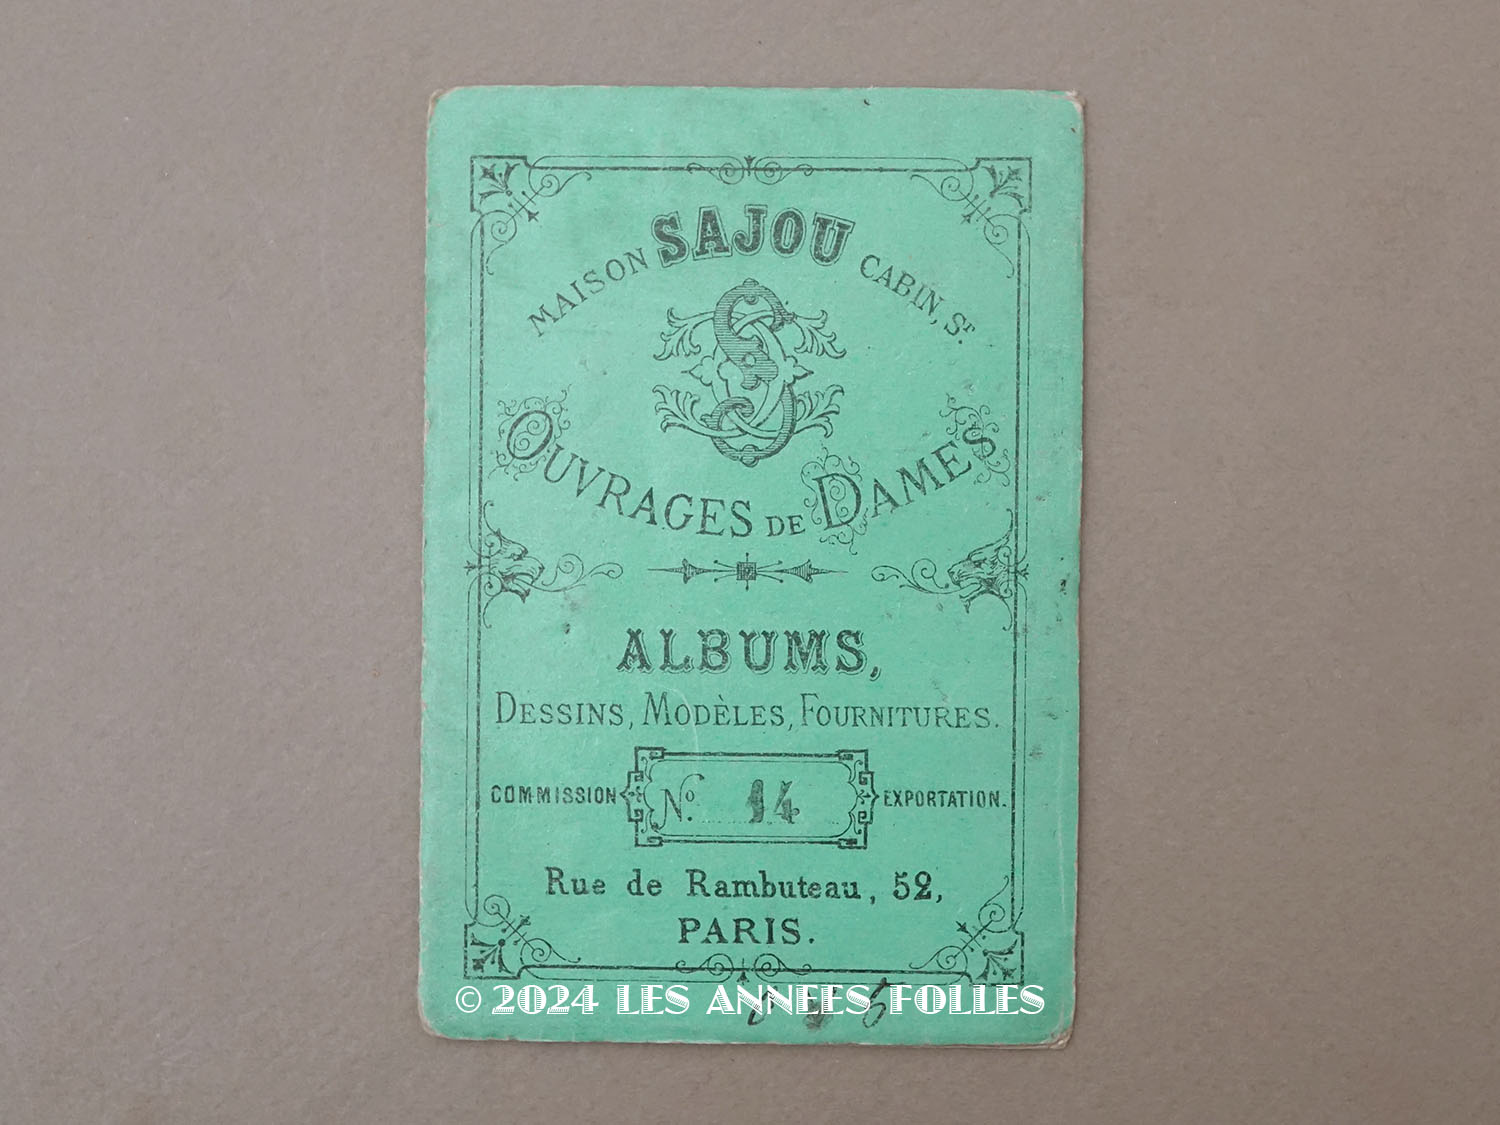 MAISON SAJOU CABIN, Sr.
OUVRAGES DE DAMES
ALBUMS,
DESSINS, MODÈLES, FOURNITURES.
COMMISSION No. 14 EXPORTATION.
Rue de Rambuteau, 52,
PARIS.
© 2024 LES ANNEES FOLLES